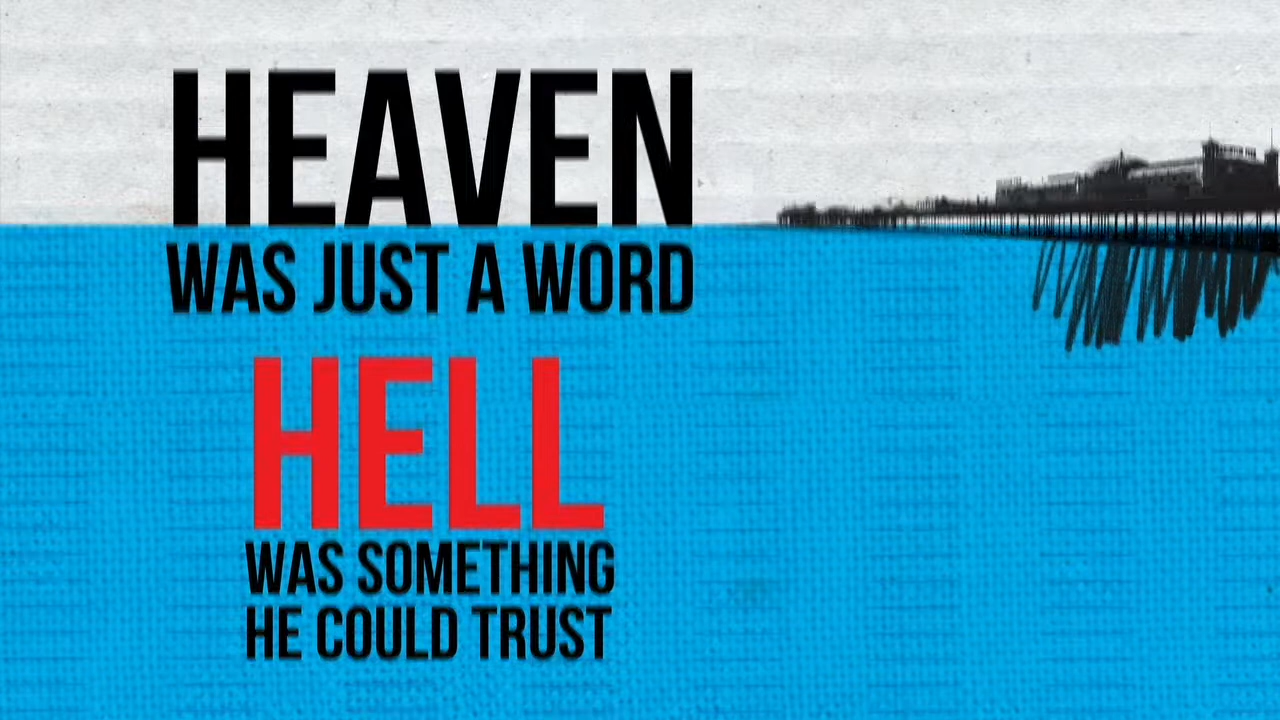 HEAVEN
WAS JUST A WORD
HELL
WAS SOMETHING
HE COULD TRUST